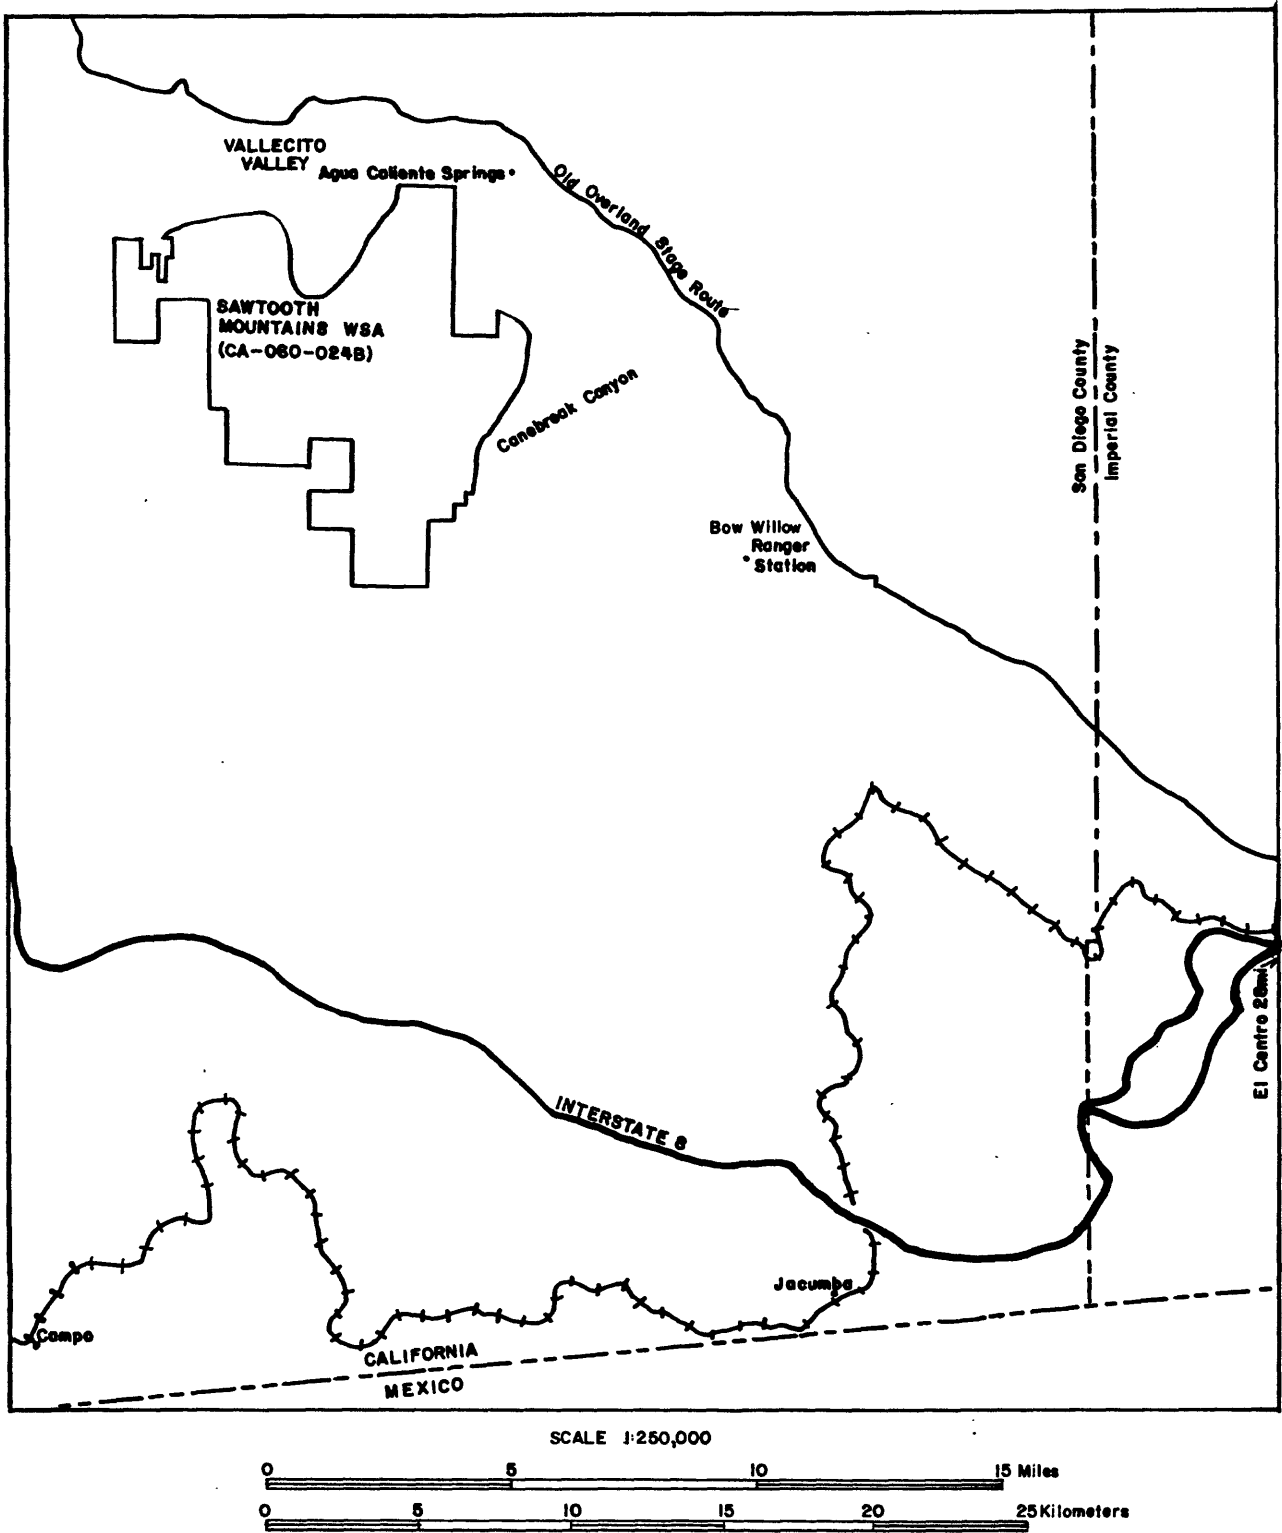 VALLECITO
VALLEY
Agua Caliente Springs
Old Overland Stage Route
SAWTOOTH
MOUNTAINS WSA
(CA-060-024B)
Canebreak Canyon
San Diego County
Imperial County
Bow Willow
Ranger
Station
El Centro 28mi
INTERSTATE 8
Jacumba
Campo
CALIFORNIA
MEXICO
SCALE 1:250,000
0 5 10 15 Miles
0 5 10 15 20 25 Kilometers